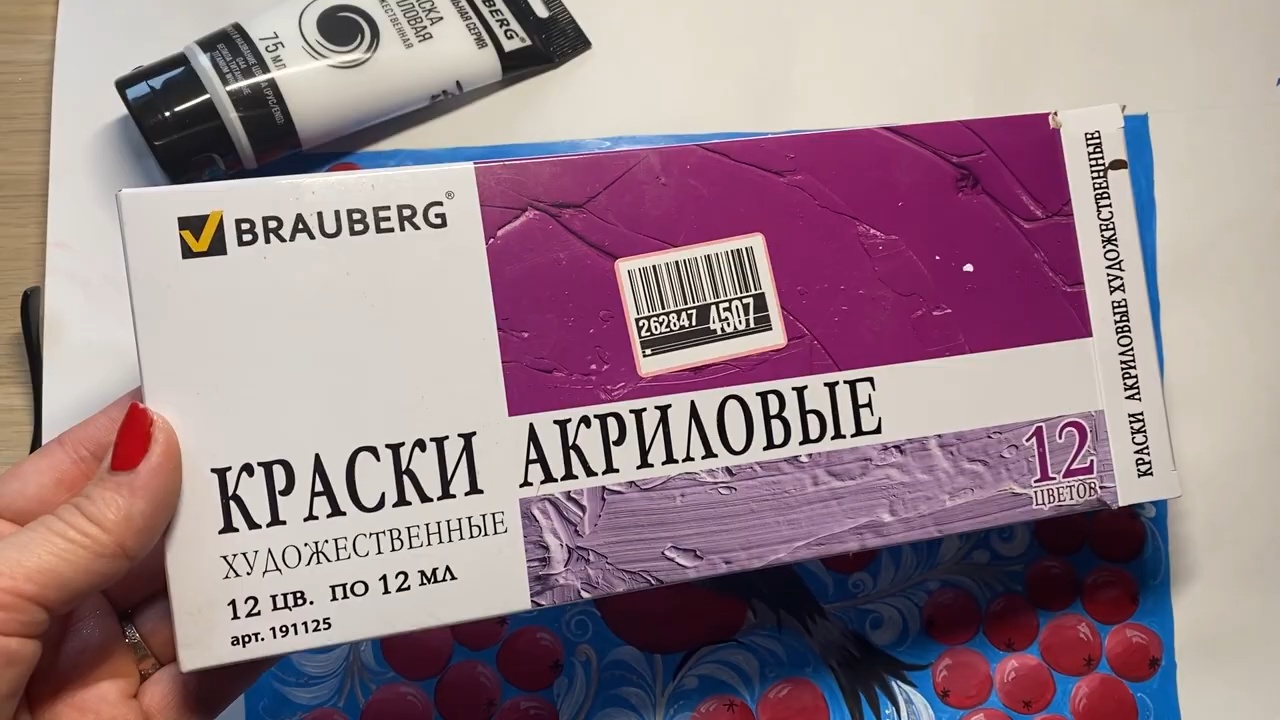 BRAUBERG®
КРАСКИ АКРИЛОВЫЕ
ХУДОЖЕСТВЕННЫЕ
12 ЦВ. ПО 12 МЛ
арт. 191125
262847 4507
12
ЦВЕТОВ
КРАСКИ АКРИЛОВЫЕ ХУДОЖЕСТВЕННЫЕ
75 МЛ
044